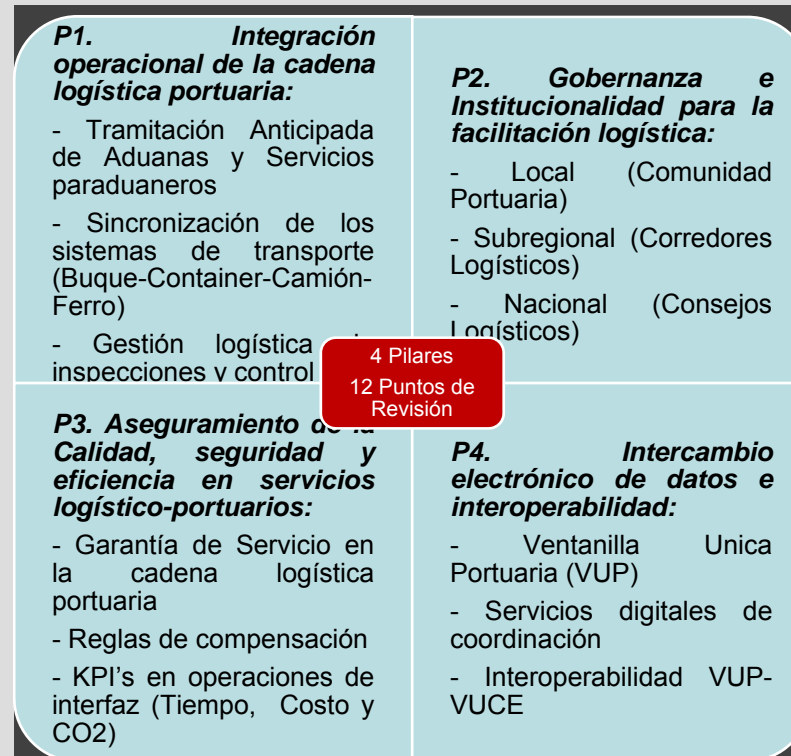 P1. Integración
operacional de la cadena
logística portuaria:
- Tramitación Anticipada
de Aduanas y Servicios
paraduaneros
- Sincronización de los
sistemas de transporte
(Buque-Container-Camión-
Ferro)
- Gestión logística
inspecciones y control
P2. Gobernanza e
Institucionalidad para la
facilitación logística:
- Local (Comunidad
Portuaria)
- Subregional (Corredores
Logísticos)
- Nacional (Consejos
Logísticos)
4 Pilares
12 Puntos de
Revisión
P3. Aseguramiento de la
Calidad, seguridad y
eficiencia en servicios
logístico-portuarios:
- Garantía de Servicio en
la cadena logística
portuaria
- Reglas de compensación
- KPI's en operaciones de
interfaz (Tiempo, Costo y
CO2)
P4. Intercambio
electrónico de datos e
interoperabilidad:
- Ventanilla Unica
Portuaria (VUP)
- Servicios digitales de
coordinación
- Interoperabilidad VUP-
VUCE